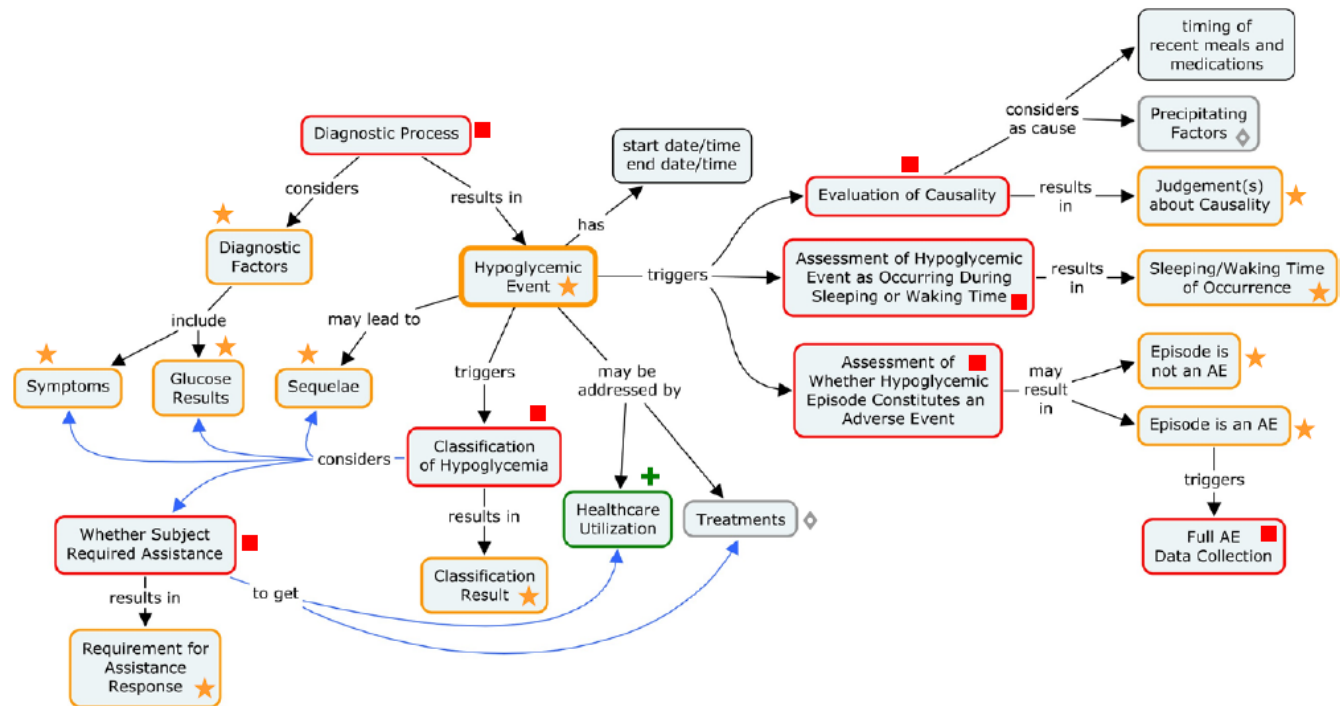 timing of
recent meals and
medications
considers
as cause
Precipitating
Factors
Diagnostic Process
start date/time
end date/time
considers
results in
has
Evaluation of Causality
results
in
Judgement(s)
about Causality
Diagnostic
Factors
Hypoglycemic
Event
triggers
Assessment of Hypoglycemic
Event as Occurring During
Sleeping or Waking Time
results
in
Sleeping/Waking Time
of Occurrence
include
may lead to
Symptoms
Glucose
Results
Sequelae
triggers
may be
addressed by
Assessment of
Whether Hypoglycemic
Episode Constitutes an
Adverse Event
may
result
in
Episode is
not an AE
Episode is an AE
considers
Classification
of Hypoglycemia
triggers
results in
Healthcare
Utilization
Treatments
Whether Subject
Required Assistance
Full AE
Data Collection
results in
to get
Classification
Result
Requirement for
Assistance
Response